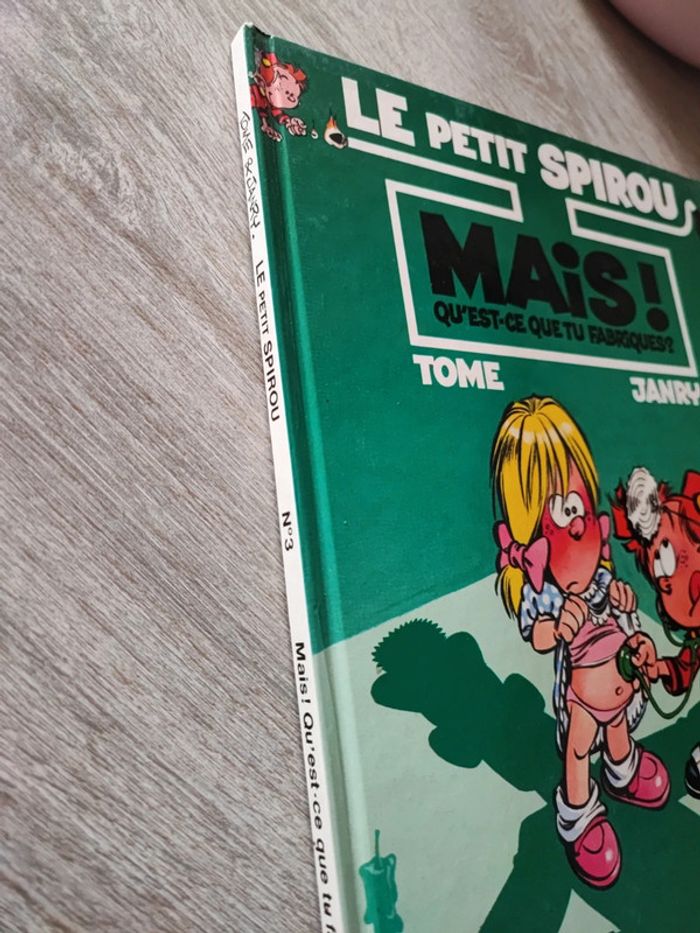 LE PETIT SPIROU
MAiS!
QU'EST-CE QUE TU FABRIQUES?
TOME
JANRY
TOME & JANRY.
LE PETIT SPIROU
N°3
Mais! Qu'est-ce que tu f